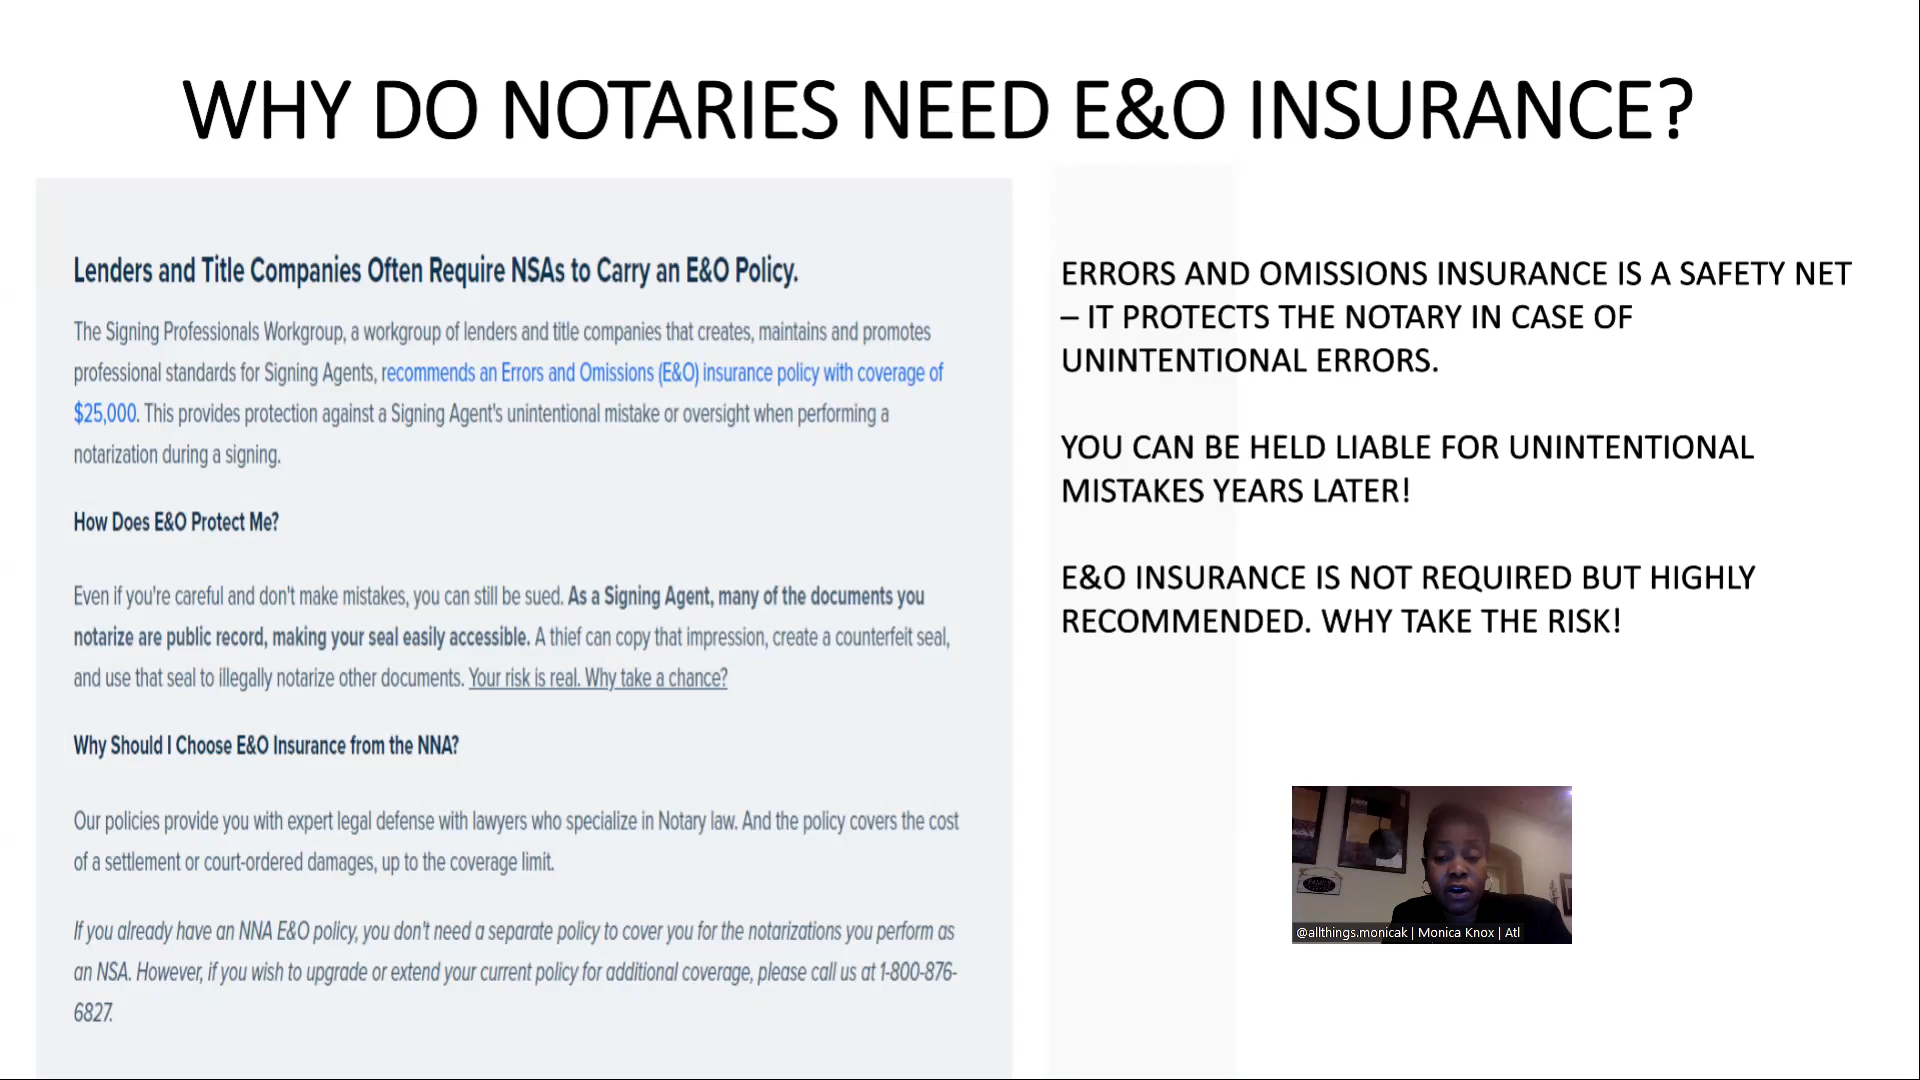 WHY DO NOTARIES NEED E&O INSURANCE?
Lenders and Title Companies Often Require NSAs to Carry an E&O Policy.
The Signing Professionals Workgroup, a workgroup of lenders and title companies that creates, maintains and promotes
professional standards for Signing Agents, recommends an Errors and Omissions (E&O) insurance policy with coverage of
$25,000. This provides protection against a Signing Agent's unintentional mistake or oversight when performing a
notarization during a signing.
How Does E&O Protect Me?
Even if you're careful and don't make mistakes, you can still be sued. As a Signing Agent, many of the documents you
notarize are public record, making your seal easily accessible. A thief can copy that impression, create a counterfeit seal,
and use that seal to illegally notarize other documents. Your risk is real. Why take a chance?
Why Should I Choose E&O Insurance from the NNA?
Our policies provide you with expert legal defense with lawyers who specialize in Notary law. And the policy covers the cost
of a settlement or court-ordered damages, up to the coverage limit.
If you already have an NNA E&O policy, you don't need a separate policy to cover you for the notarizations you perform as
an NSA. However, if you wish to upgrade or extend your current policy for additional coverage, please call us at 1-800-876-
6827.
ERRORS AND OMISSIONS INSURANCE IS A SAFETY NET
– IT PROTECTS THE NOTARY IN CASE OF
UNINTENTIONAL ERRORS.
YOU CAN BE HELD LIABLE FOR UNINTENTIONAL
MISTAKES YEARS LATER!
E&O INSURANCE IS NOT REQUIRED BUT HIGHLY
RECOMMENDED. WHY TAKE THE RISK!
FAMILY
@allthings.monicak | Monica Knox | Atl